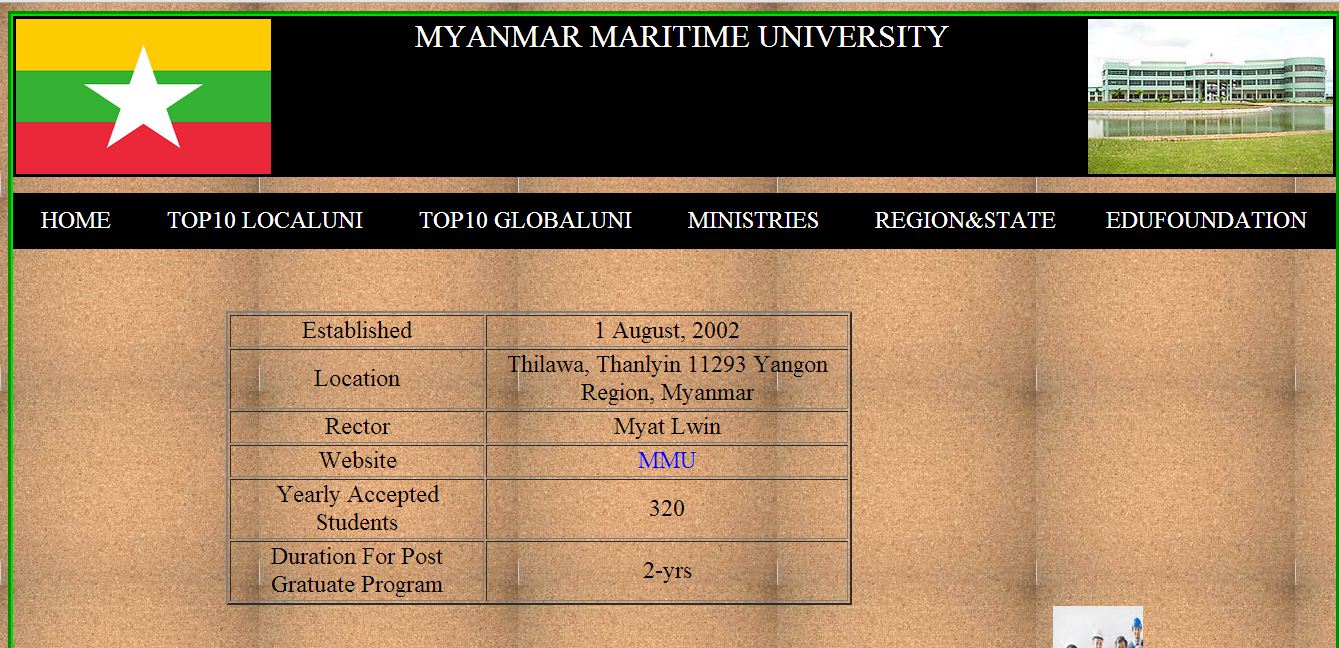 MYANMAR MARITIME UNIVERSITY
HOME TOP10 LOCALUNI TOP10 GLOBALUNI MINISTRIES REGION&STATE EDUFOUNDATION
Established 1 August, 2002
Location Thilawa, Thanlyin 11293 Yangon
Region, Myanmar
Rector Myat Lwin
Website MMU
Yearly Accepted
Students 320
Duration For Post
Gratuate Program 2-yrs